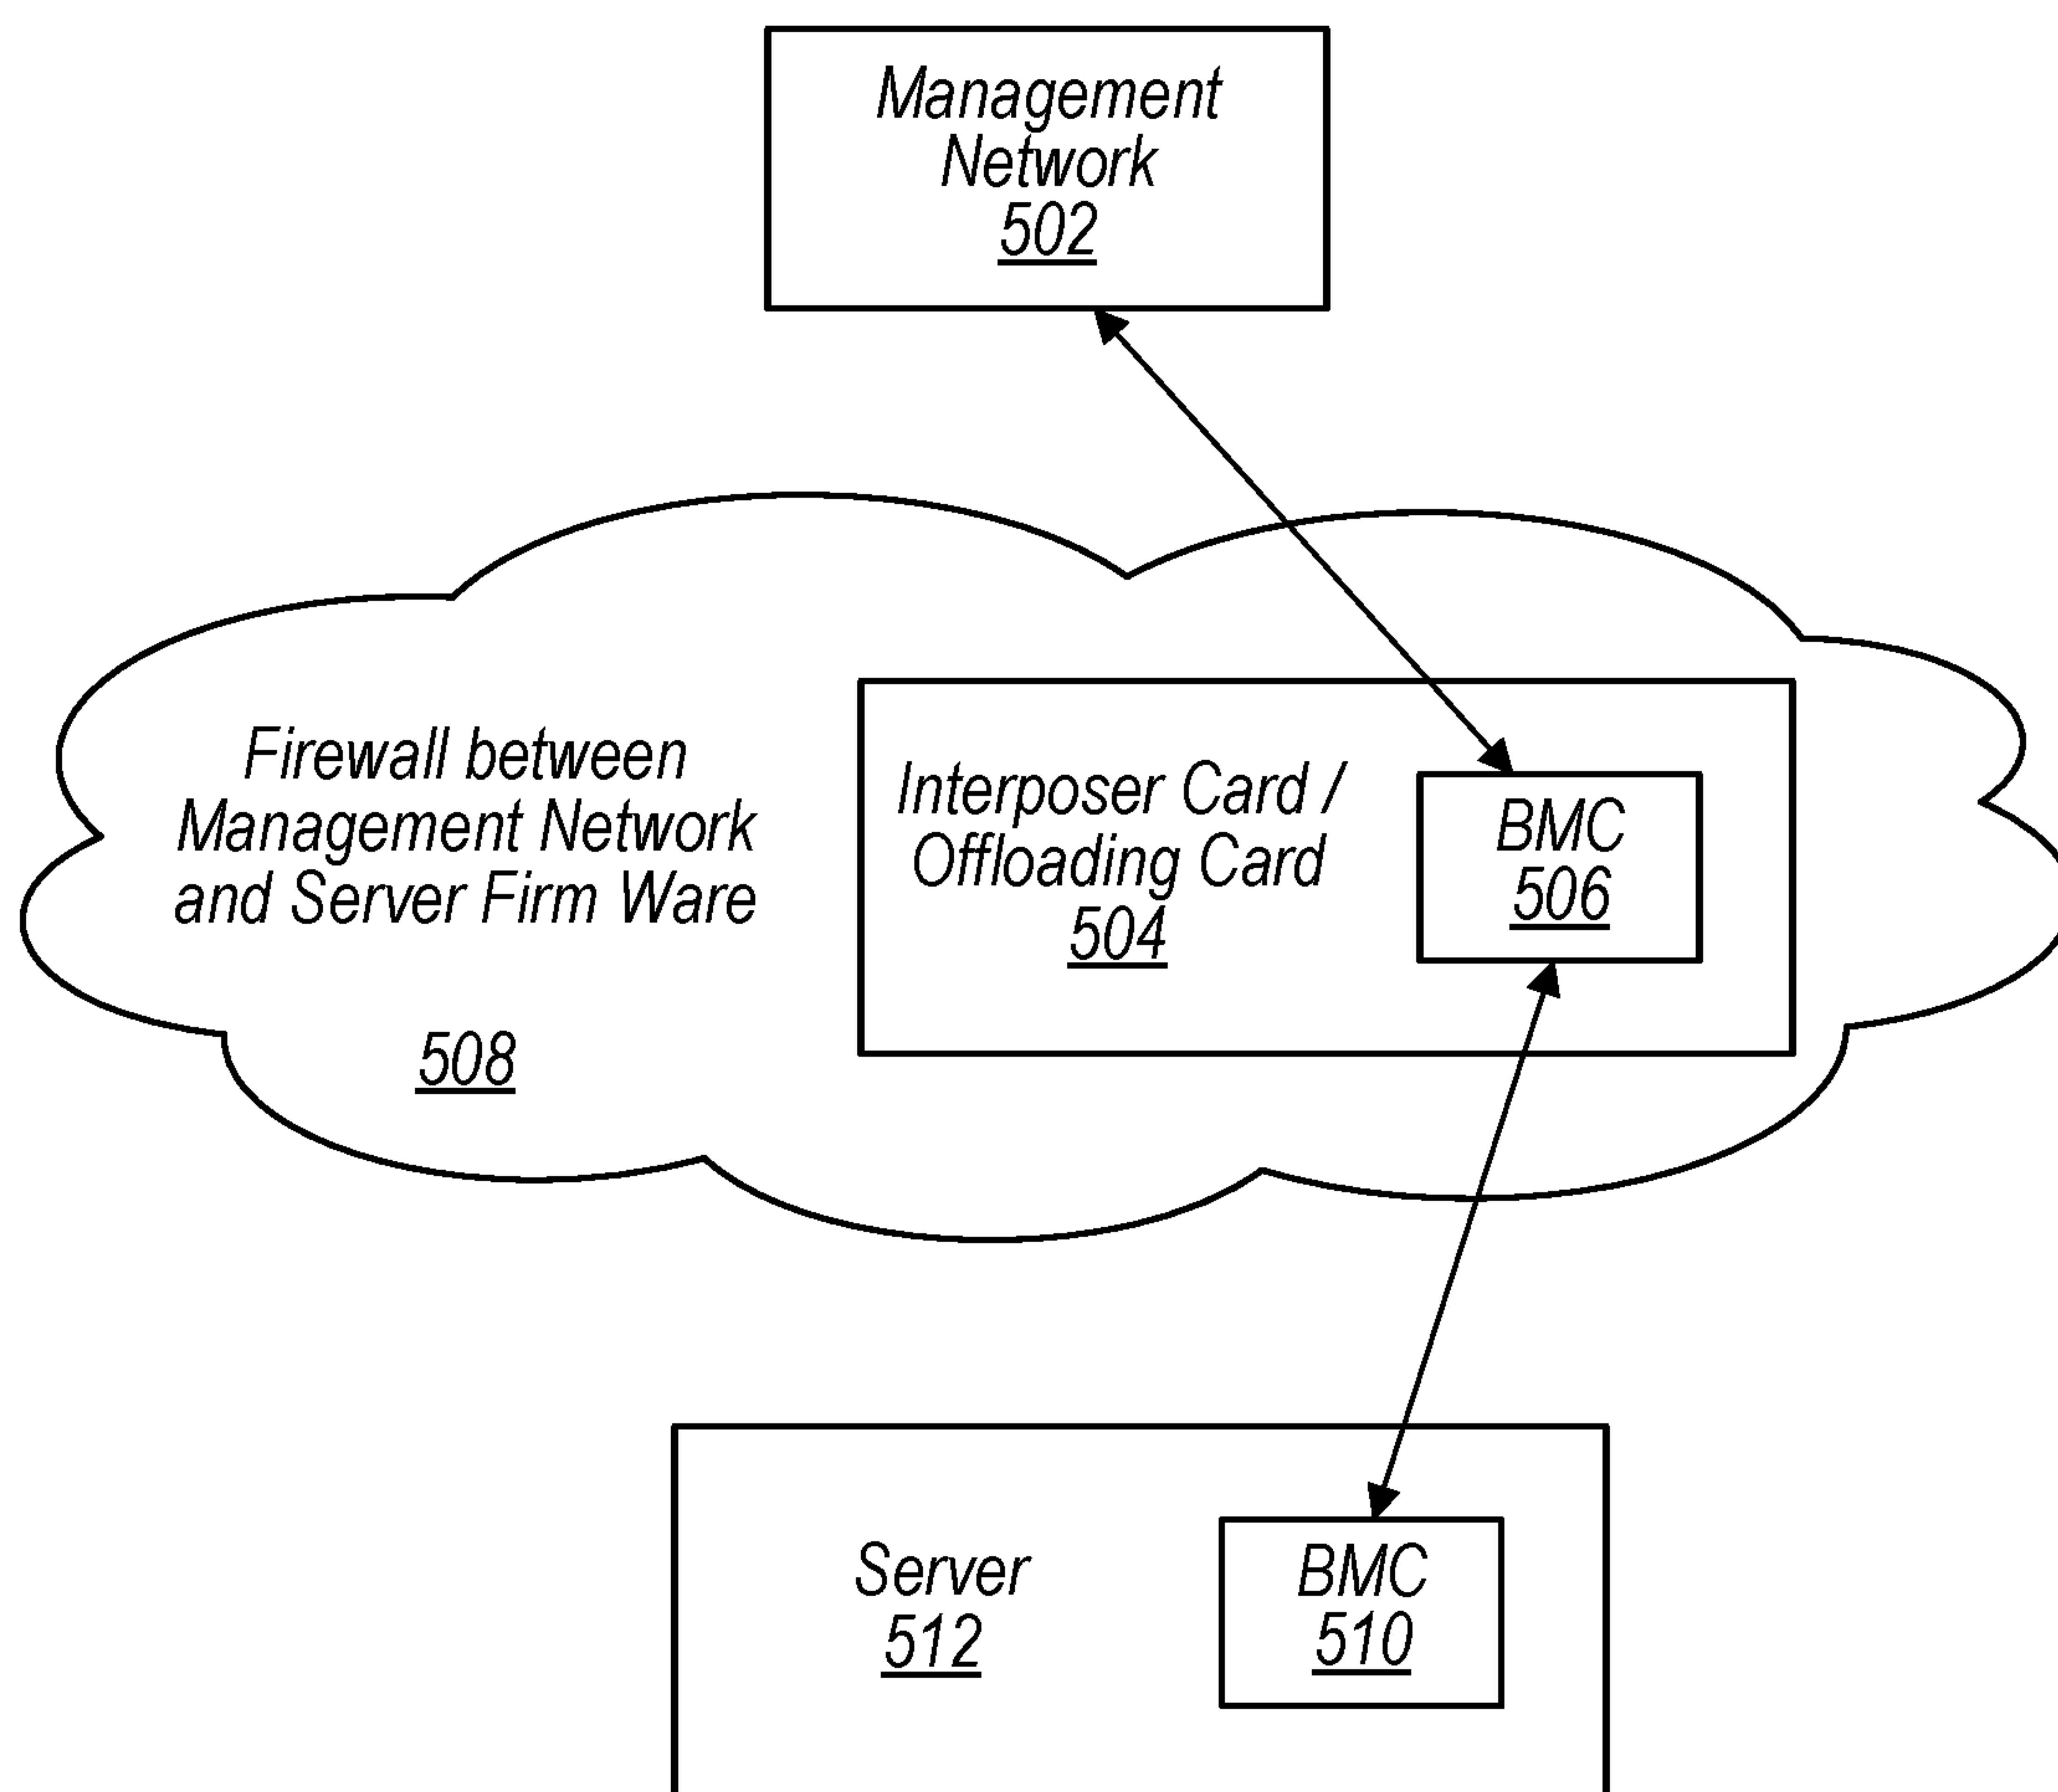 Management
Network
502
Firewall between
Management Network
and Server Firm Ware
508
Interposer Card /
Offloading Card
504
BMC
506
Server
512
BMC
510